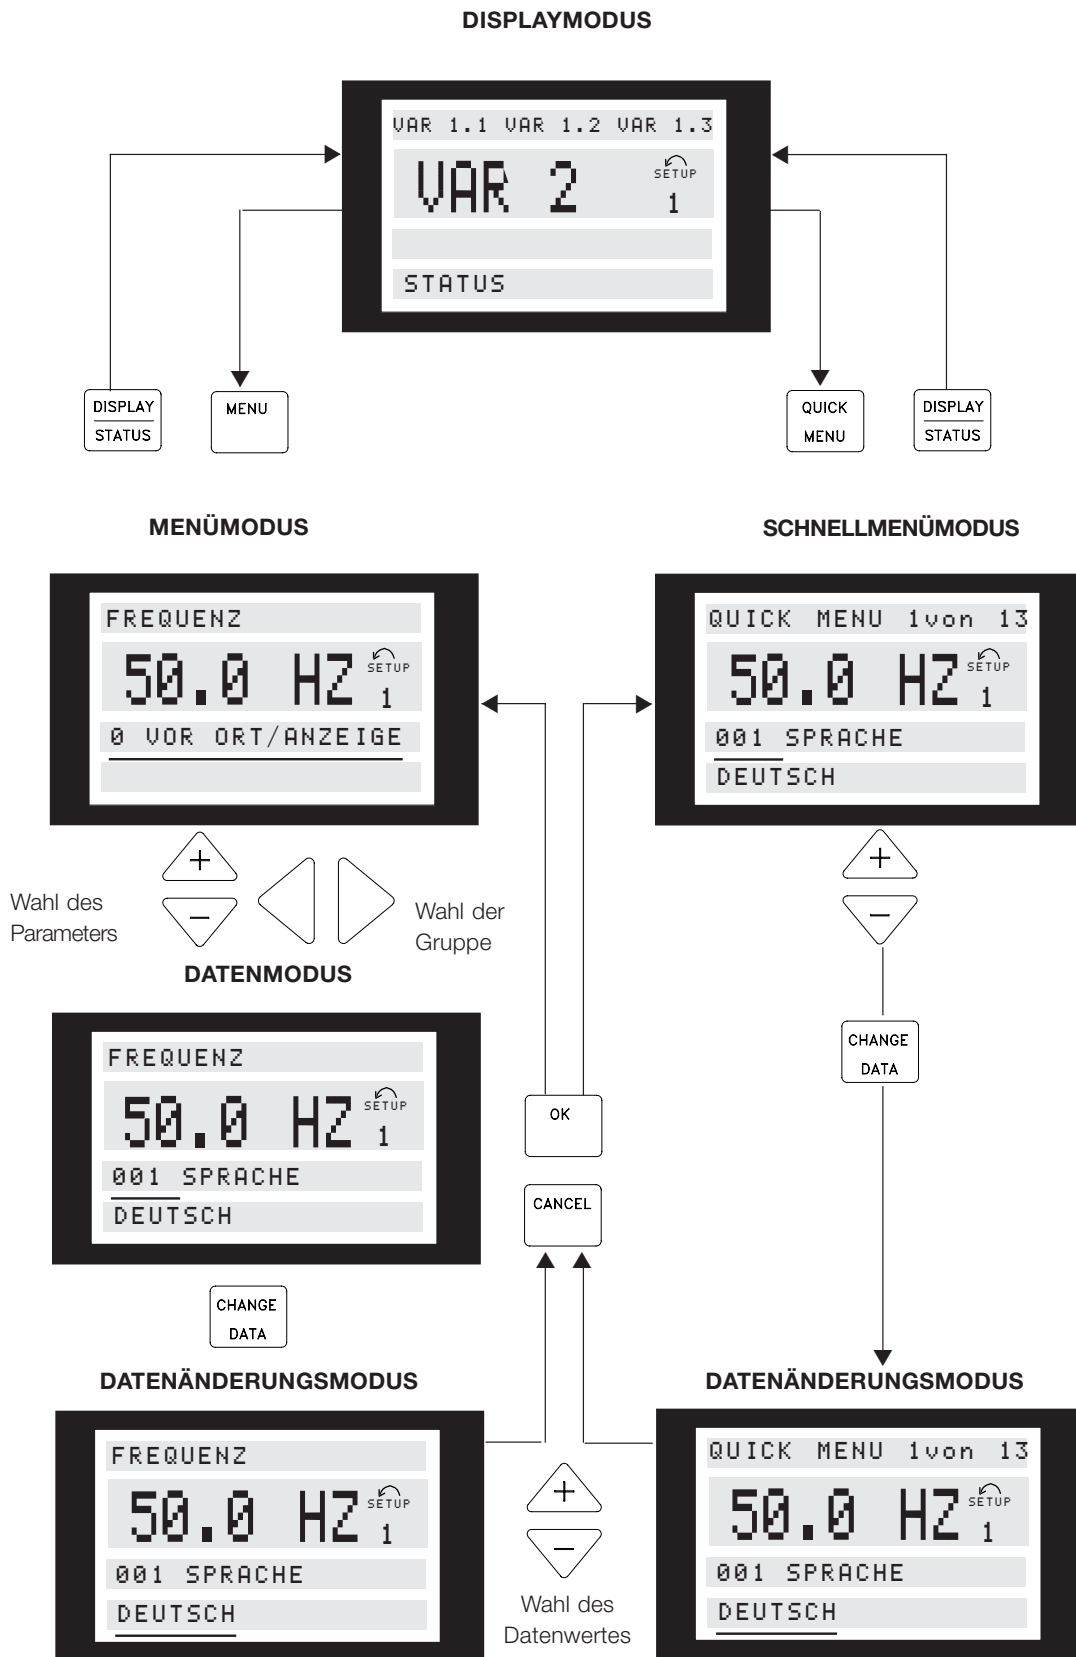 DISPLAYMODUS
VAR 1.1 VAR 1.2 VAR 1.3
VAR 2
SETUP
1
STATUS
DISPLAY
STATUS
MENU
QUICK
MENU
DISPLAY
STATUS
MENÜMODUS
FREQUENZ
50.0 HZ
SETUP
1
0 VOR ORT/ANZEIGE
+
−
Wahl des
Parameters
Wahl der
Gruppe
SCHNELLMENÜMODUS
QUICK MENU 1von 13
50.0 HZ
SETUP
1
001 SPRACHE
DEUTSCH
+
−
CHANGE
DATA
DATENMODUS
FREQUENZ
50.0 HZ
SETUP
1
001 SPRACHE
DEUTSCH
CHANGE
DATA
OK
CANCEL
DATENÄNDERUNGSMODUS
FREQUENZ
50.0 HZ
SETUP
1
001 SPRACHE
DEUTSCH
+
−
Wahl des
Datenwertes
DATENÄNDERUNGSMODUS
QUICK MENU 1von 13
50.0 HZ
SETUP
1
001 SPRACHE
DEUTSCH